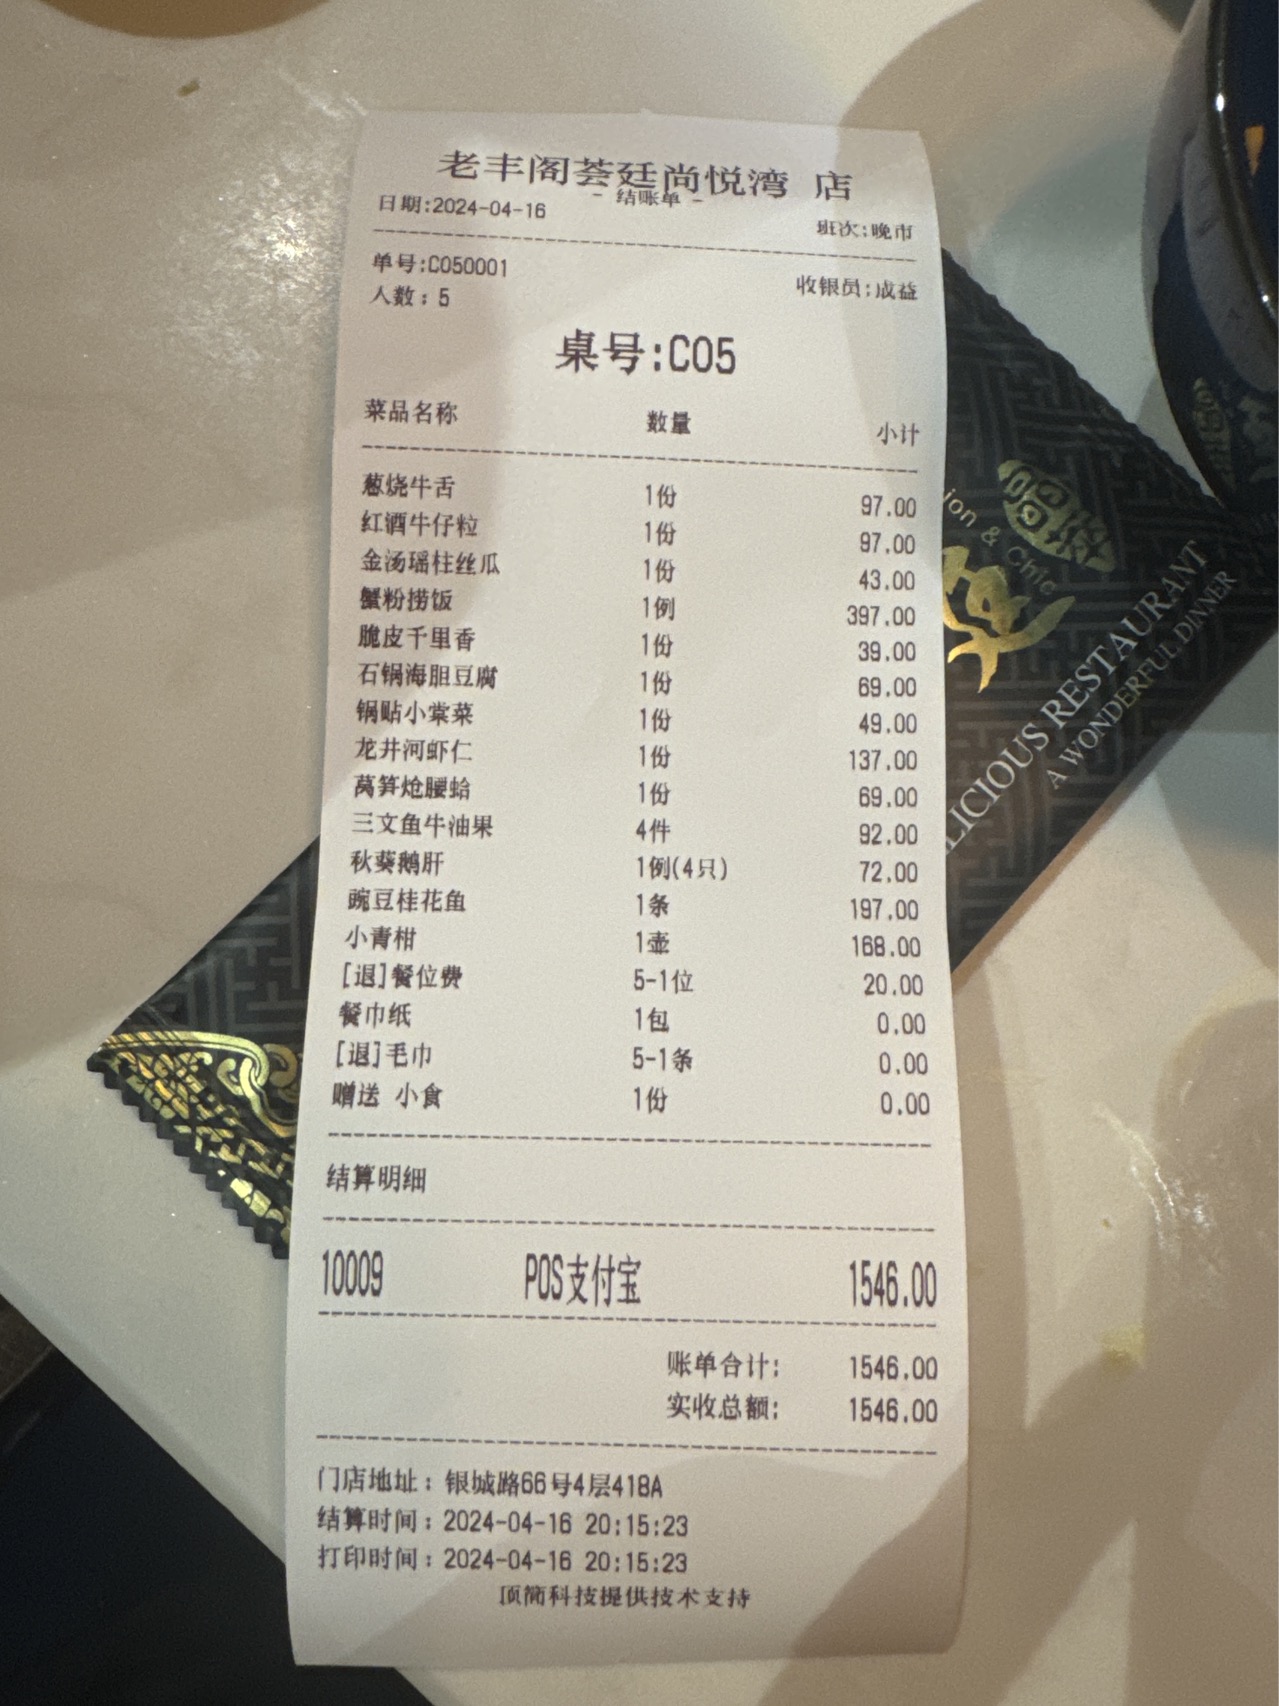 老丰阁荟廷尚悦湾 店
- 结账单 -
日期:2024-04-16 班次:晚市
单号:C050001 收银员:成益
人数：5
桌号:C05
菜品名称 数量 小计
葱烧牛舌 1份 97.00
红酒牛仔粒 1份 97.00
金汤瑶柱丝瓜 1份 43.00
蟹粉捞饭 1例 397.00
脆皮千里香 1份 39.00
石锅海胆豆腐 1份 69.00
锅贴小棠菜 1份 49.00
龙井河虾仁 1份 137.00
莴笋炝腰蛤 1份 69.00
三文鱼牛油果 4件 92.00
秋葵鹅肝 1例(4只) 72.00
豌豆桂花鱼 1条 197.00
小青柑 1壶 168.00
[退]餐位费 5-1位 20.00
餐巾纸 1包 0.00
[退]毛巾 5-1条 0.00
赠送 小食 1份 0.00
结算明细
10009 POS支付宝 1546.00
账单合计: 1546.00
实收总额: 1546.00
门店地址：银城路66号4层418A
结算时间：2024-04-16 20:15:23
打印时间：2024-04-16 20:15:23
顶简科技提供技术支持
& Chic
RESTAURANT
A WONDERFUL DINNER